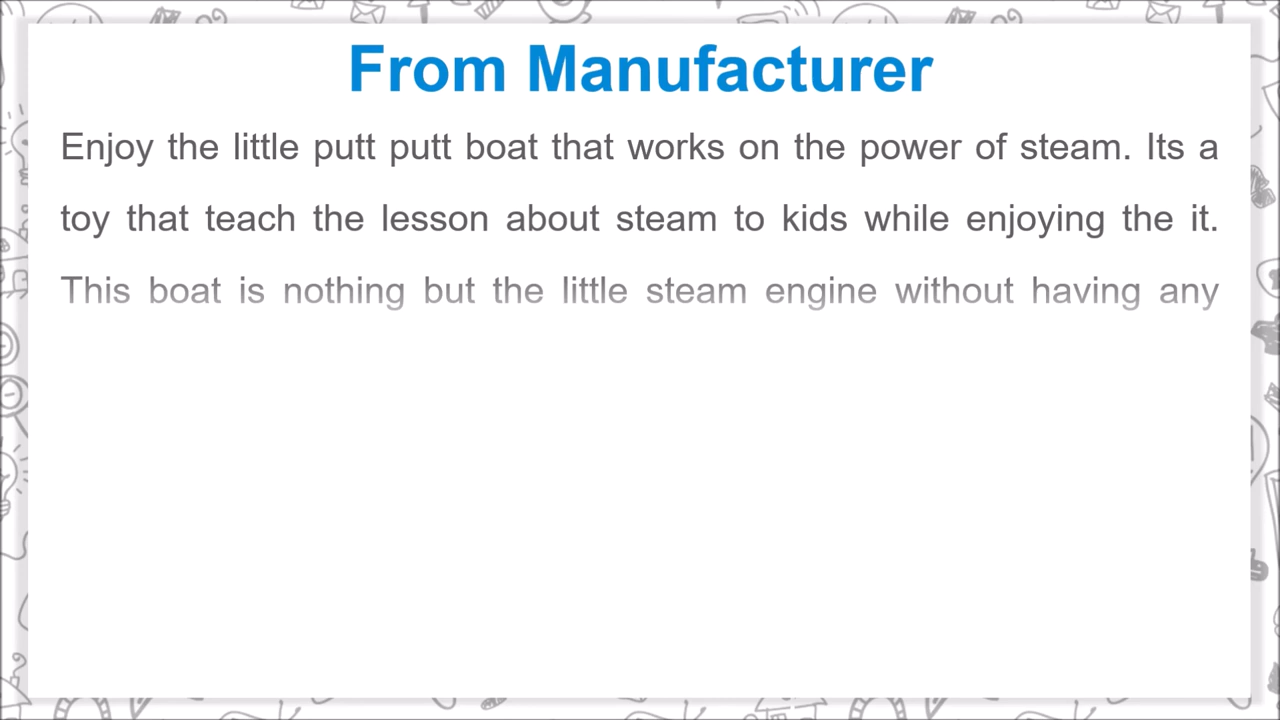 From Manufacturer
Enjoy the little putt putt boat that works on the power of steam. Its a
toy that teach the lesson about steam to kids while enjoying the it.
This boat is nothing but the little steam engine without having any